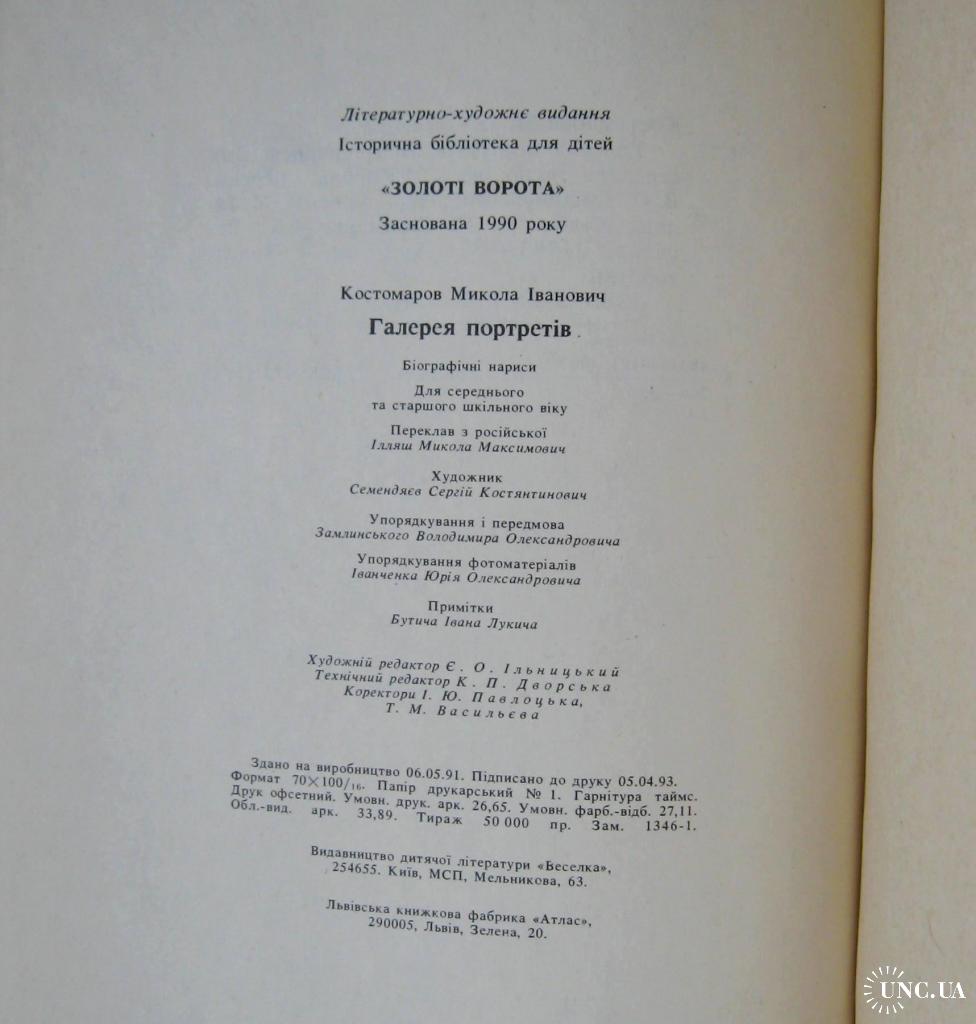 Літературно-художнє видання
Історична бібліотека для дітей
«ЗОЛОТІ ВОРОТА»
Заснована 1990 року
Костомаров Микола Іванович
Галерея портретів
Біографічні нариси
Для середнього
та старшого шкільного віку
Переклав з російської
Ілляш Микола Максимович
Художник
Семендяєв Сергій Костянтинович
Упорядкування і передмова
Замлинського Володимира Олександровича
Упорядкування фотоматеріалів
Іванченка Юрія Олександровича
Примітки
Бутича Івана Лукича
Художній редактор Є. О. Ільницький
Технічний редактор К. П. Дворська
Коректори І. Ю. Павлоцька,
Т. М. Васильєва
Здано на виробництво 06.05.91. Підписано до друку 05.04.93.
Формат 70×100/16. Папір друкарський № 1. Гарнітура таймс.
Друк офсетний. Умовн. друк. арк. 26,65. Умовн. фарб.-відб. 27,11.
Обл.-вид. арк. 33,89. Тираж 50 000 пр. Зам. 1346-1.
Видавництво дитячої літератури «Веселка»,
254655. Київ, МСП, Мельникова, 63.
Львівська книжкова фабрика «Атлас»,
290005, Львів, Зелена, 20.
UNC.UA